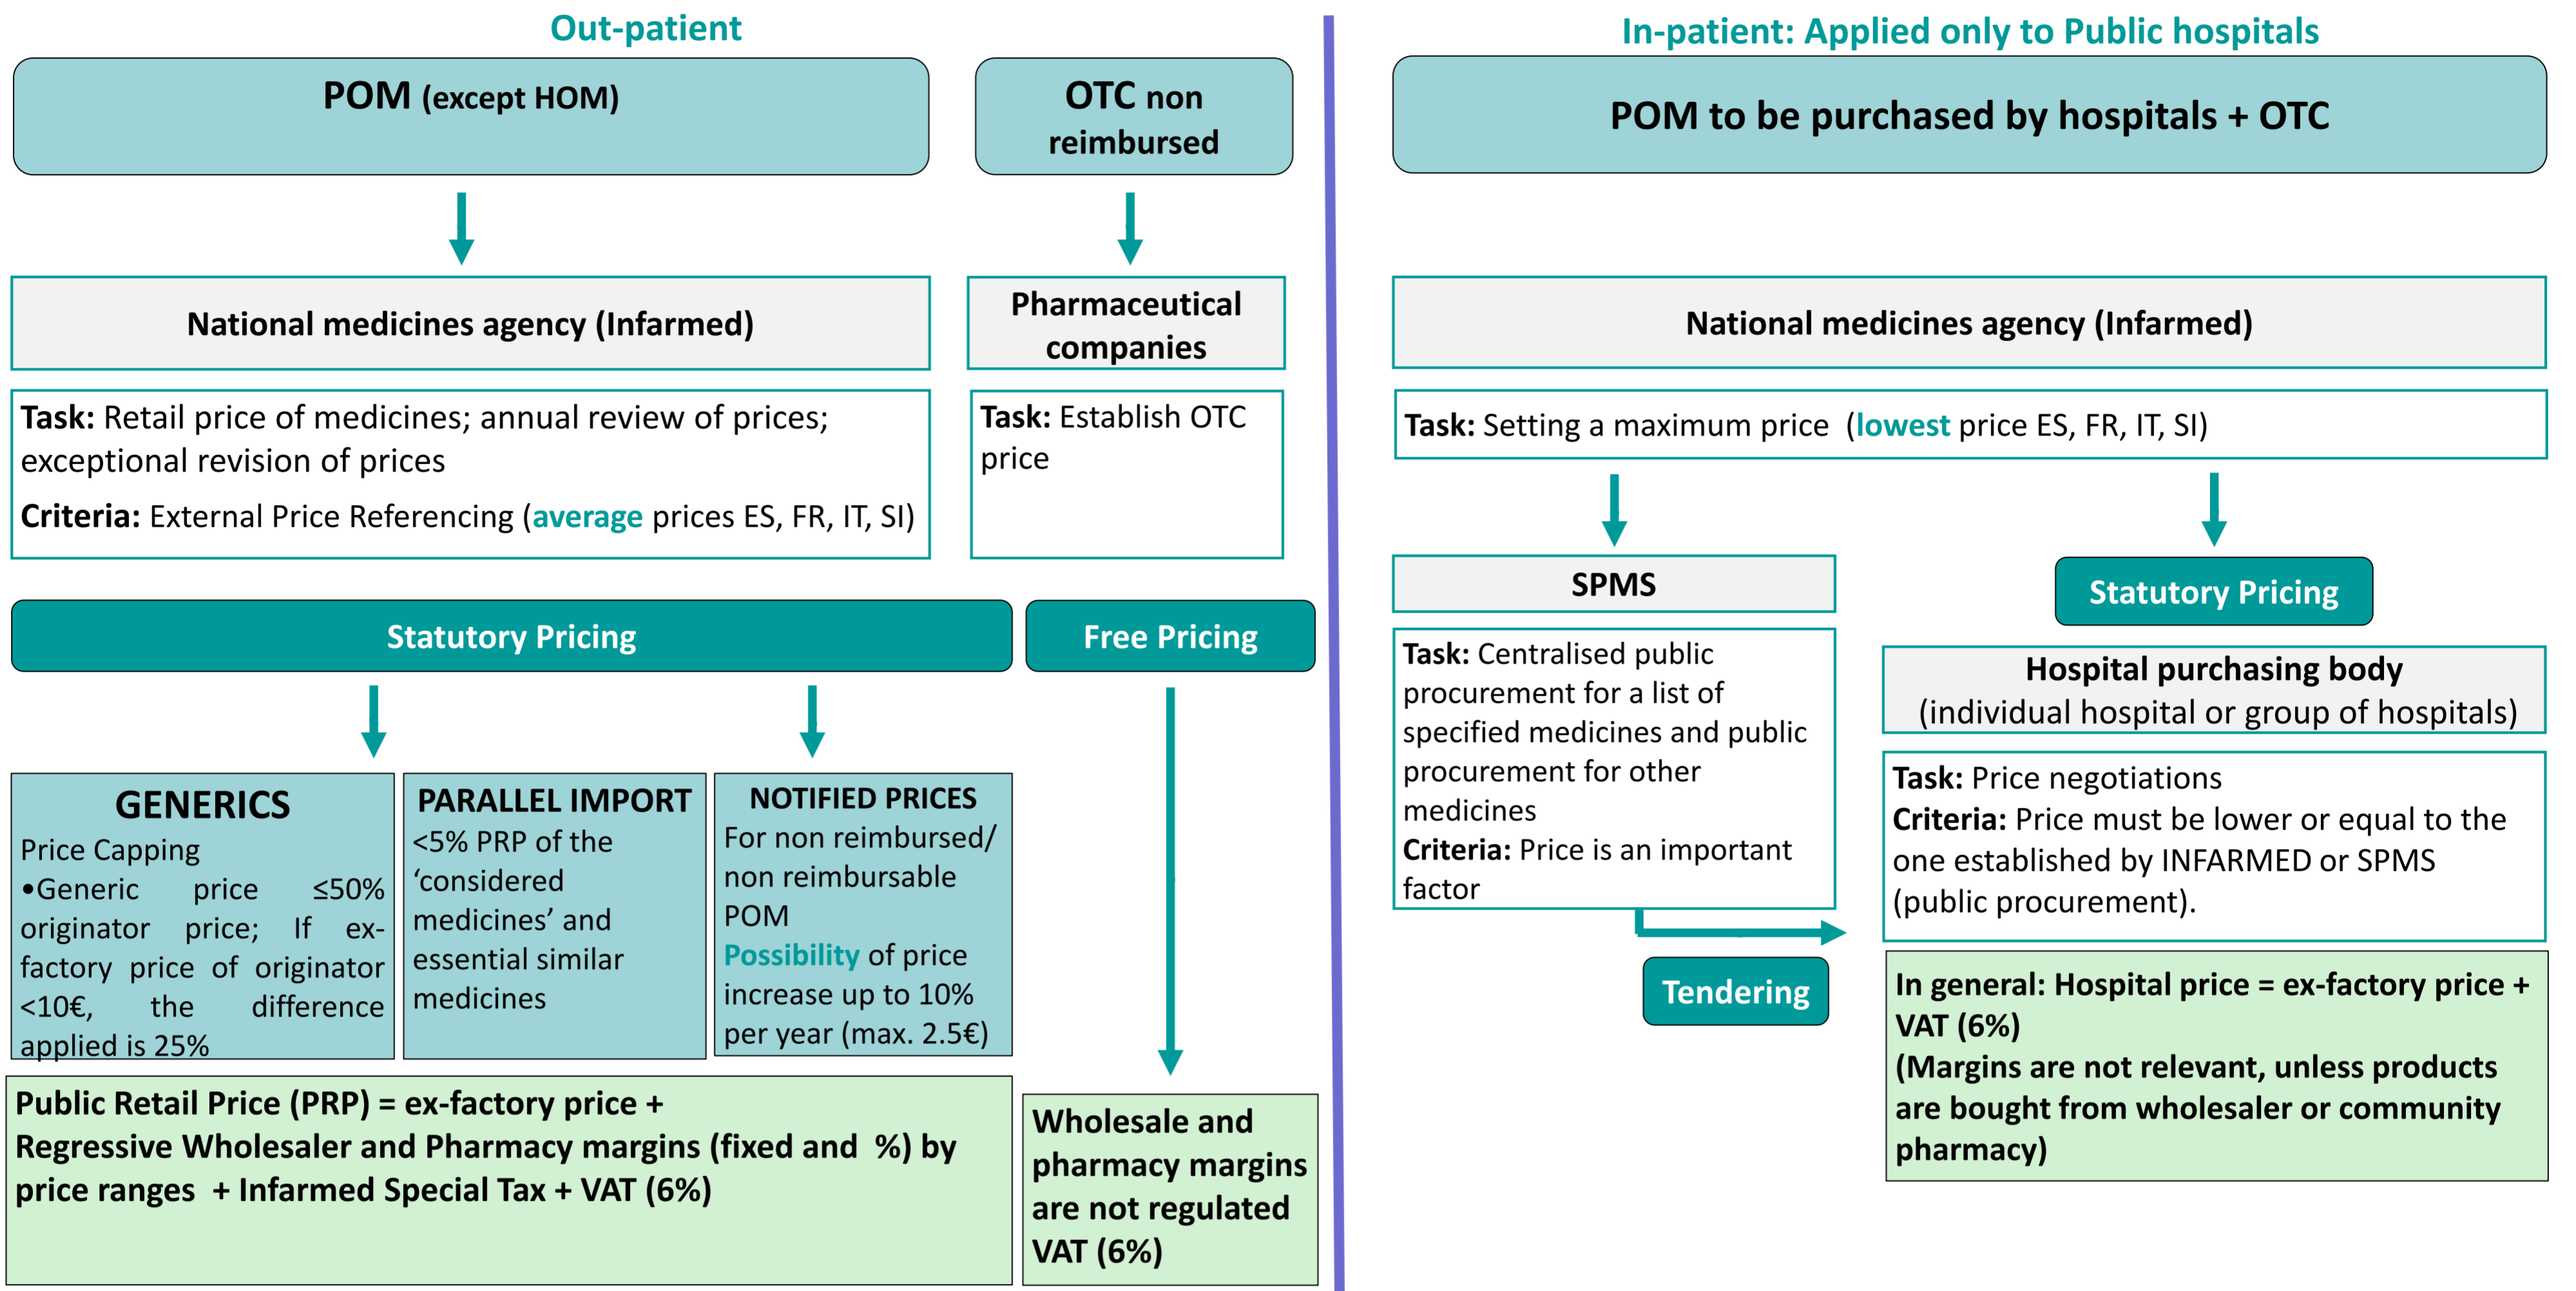 Out-patient
POM (except HOM)
OTC non
reimbursed
National medicines agency (Infarmed)
Pharmaceutical
companies
Task: Retail price of medicines; annual review of prices;
exceptional revision of prices
Criteria: External Price Referencing (average prices ES, FR, IT, SI)
Task: Establish OTC
price
Statutory Pricing
Free Pricing
GENERICS
Price Capping
•Generic price ≤50%
originator price; If ex-
factory price of originator
<10€, the difference
applied is 25%
PARALLEL IMPORT
<5% PRP of the
‘considered
medicines’ and
essential similar
medicines
NOTIFIED PRICES
For non reimbursed/
non reimbursable
POM
Possibility of price
increase up to 10%
per year (max. 2.5€)
Public Retail Price (PRP) = ex-factory price +
Regressive Wholesaler and Pharmacy margins (fixed and %) by
price ranges + Infarmed Special Tax + VAT (6%)
Wholesale and
pharmacy margins
are not regulated
VAT (6%)
In-patient: Applied only to Public hospitals
POM to be purchased by hospitals + OTC
National medicines agency (Infarmed)
Task: Setting a maximum price (lowest price ES, FR, IT, SI)
SPMS
Task: Centralised public
procurement for a list of
specified medicines and public
procurement for other
medicines
Criteria: Price is an important
factor
Tendering
Statutory Pricing
Hospital purchasing body
(individual hospital or group of hospitals)
Task: Price negotiations
Criteria: Price must be lower or equal to the
one established by INFARMED or SPMS
(public procurement).
In general: Hospital price = ex-factory price +
VAT (6%)
(Margins are not relevant, unless products
are bought from wholesaler or community
pharmacy)